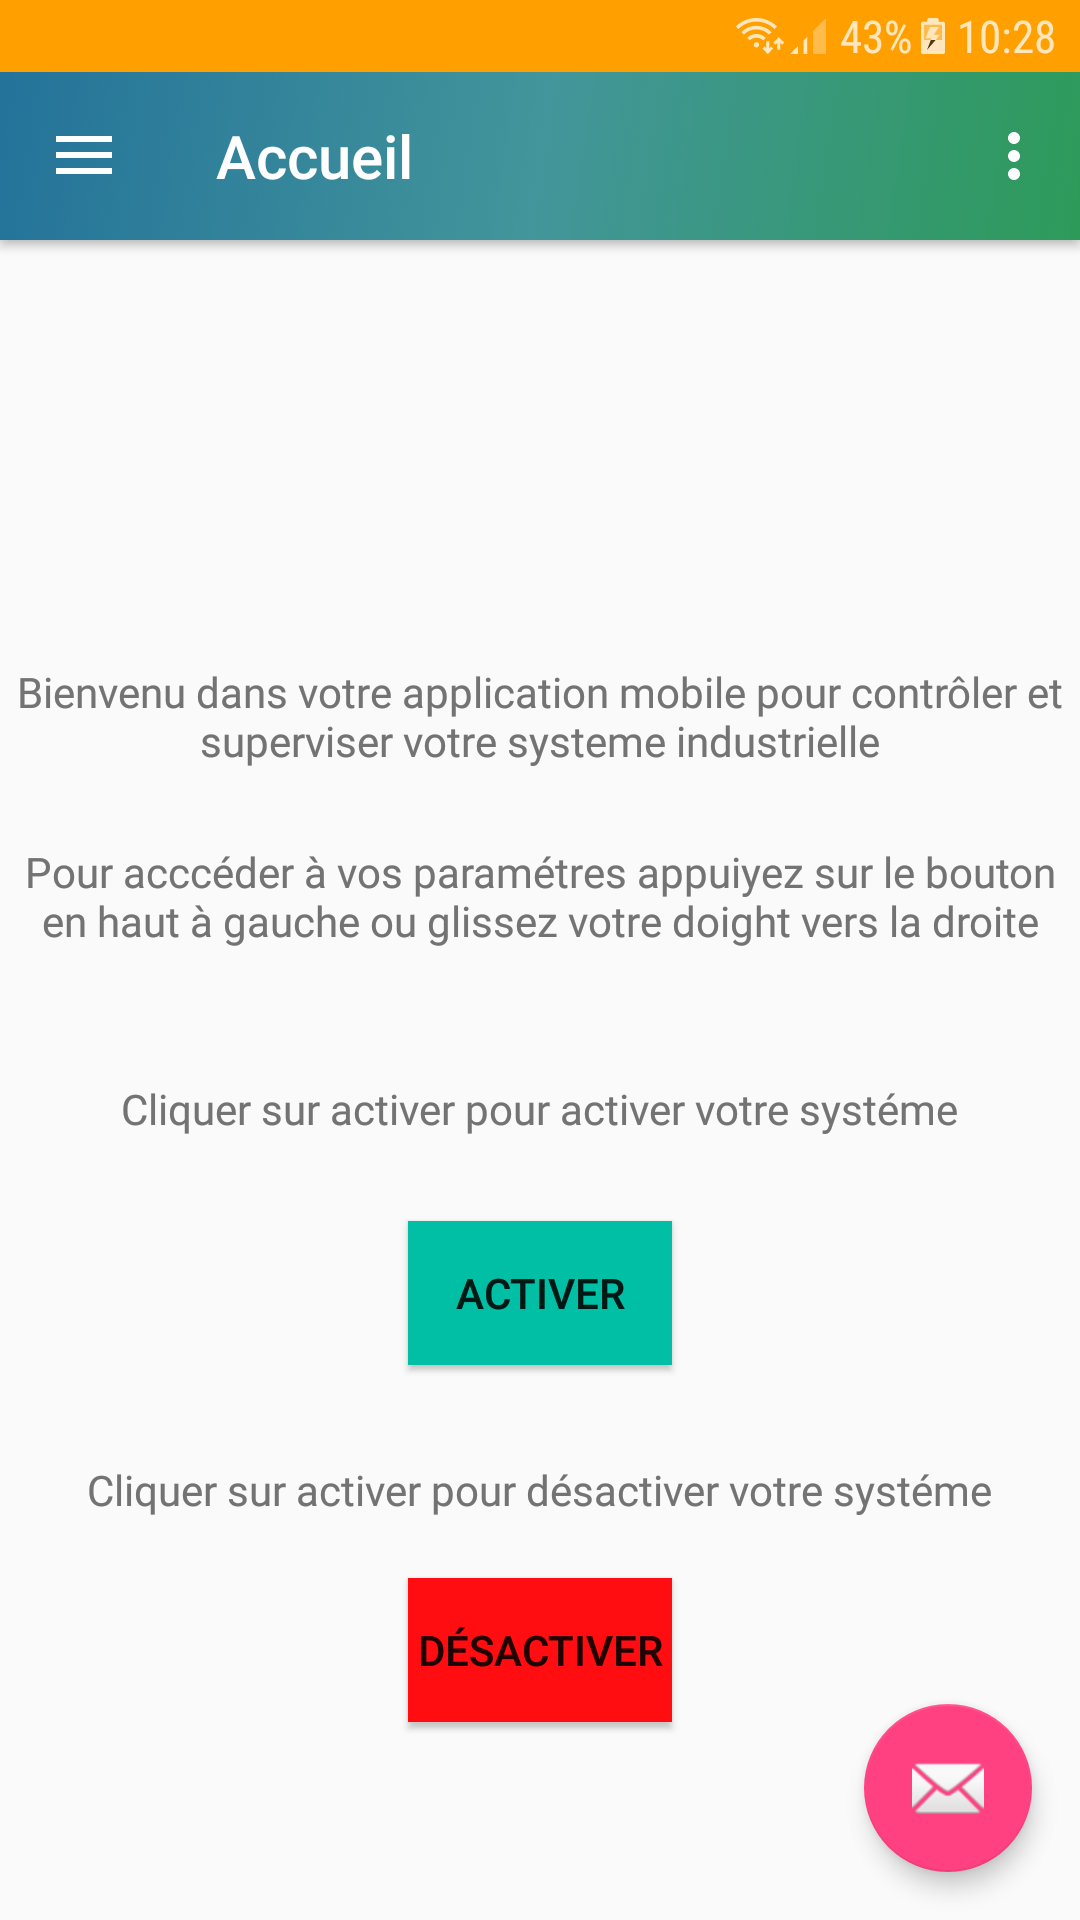 43% 10:28
Accueil
Bienvenu dans votre application mobile pour contrôler et
superviser votre systeme industrielle
Pour acccéder à vos paramétres appuiyez sur le bouton
en haut à gauche ou glissez votre doight vers la droite
Cliquer sur activer pour activer votre systéme
ACTIVER
Cliquer sur activer pour désactiver votre systéme
DÉSACTIVER